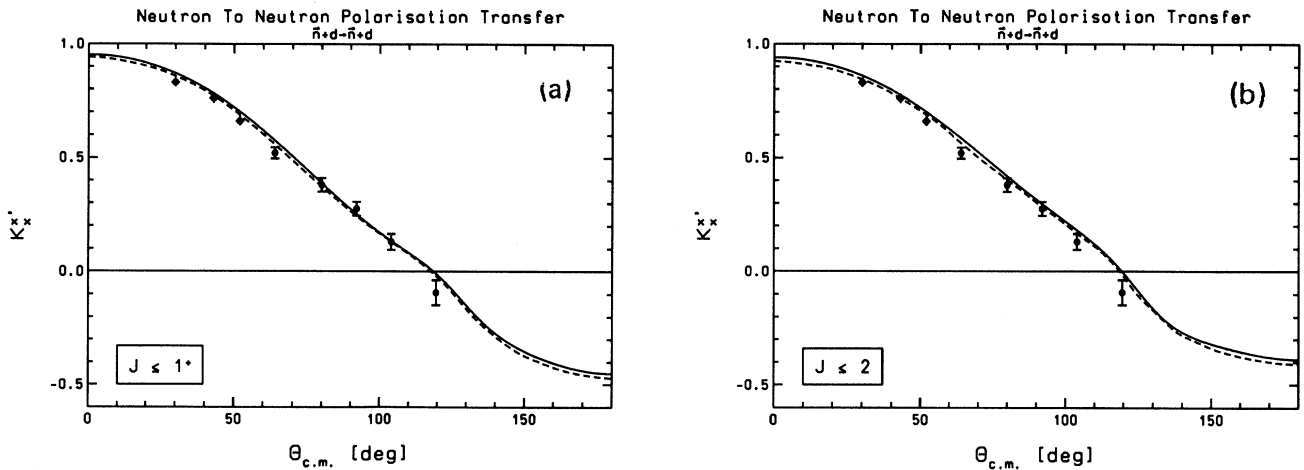 Neutron To Neutron Polarisation Transfer
n⃗+d→n⃗+d
(a)
1.0
0.5
0.0
-0.5
K_x^x'
J ≤ 1⁺
0
50
100
150
θc.m. [deg]
Neutron To Neutron Polarisation Transfer
n⃗+d→n⃗+d
(b)
1.0
0.5
0.0
-0.5
K_x^x'
J ≤ 2
0
50
100
150
θc.m. [deg]